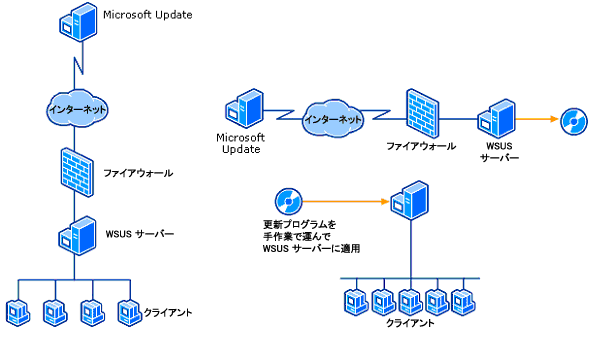 Microsoft Update
インターネット
ファイアウォール
WSUS サーバー
クライアント
Microsoft
Update
インターネット
ファイアウォール
WSUS
サーバー
更新プログラムを
手作業で運んで
WSUS サーバーに適用
クライアント